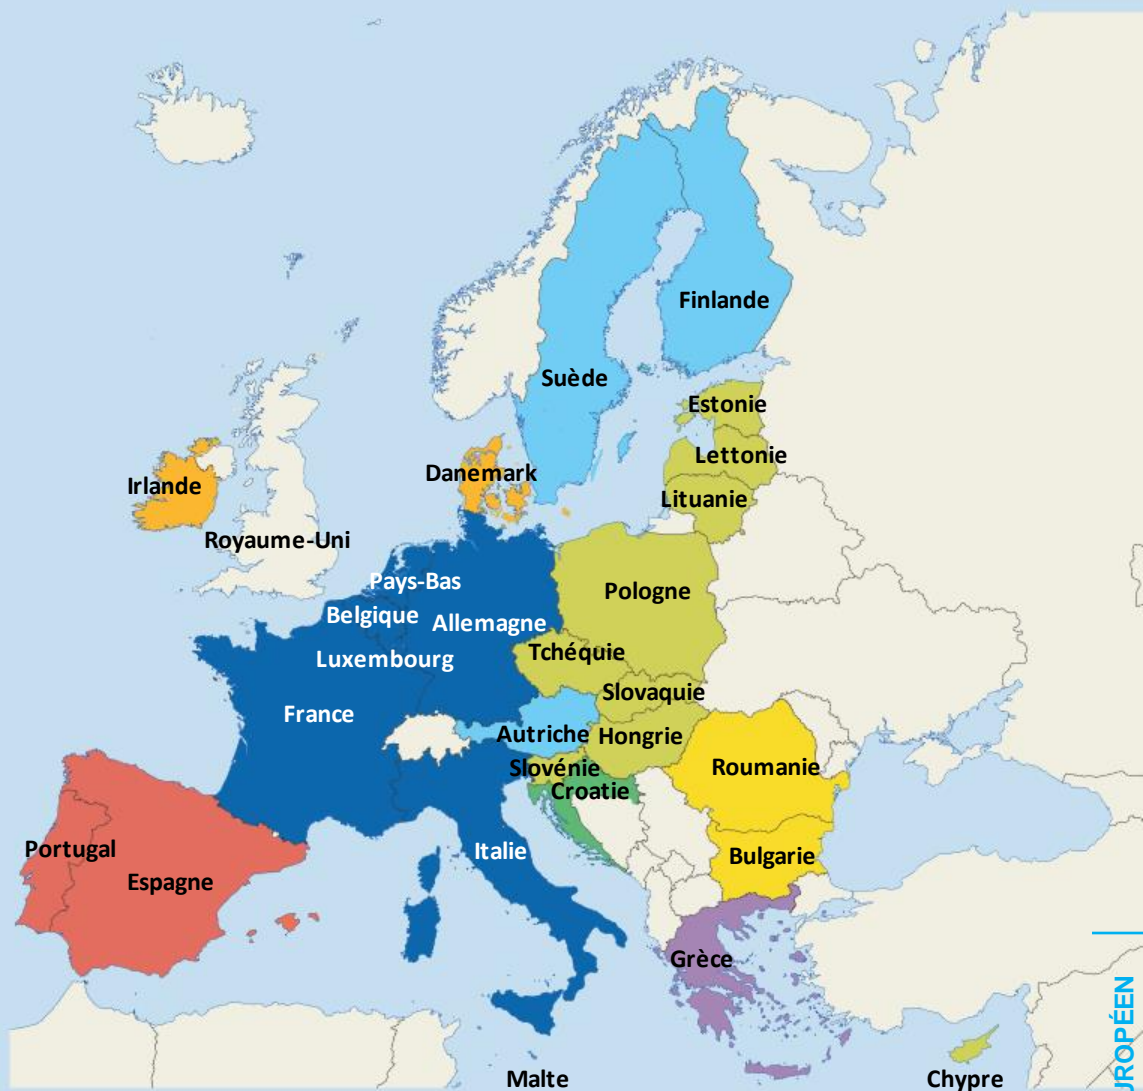 Finlande
Suède
Estonie
Lettonie
Danemark
Irlande
Lituanie
Royaume-Uni
Pays-Bas
Pologne
Belgique
Allemagne
Tchéquie
Luxembourg
Slovaquie
France
Autriche
Hongrie
Slovénie
Roumanie
Croatie
Portugal
Italie
Bulgarie
Espagne
Grèce
UROPÉEN
Malte
Chypre